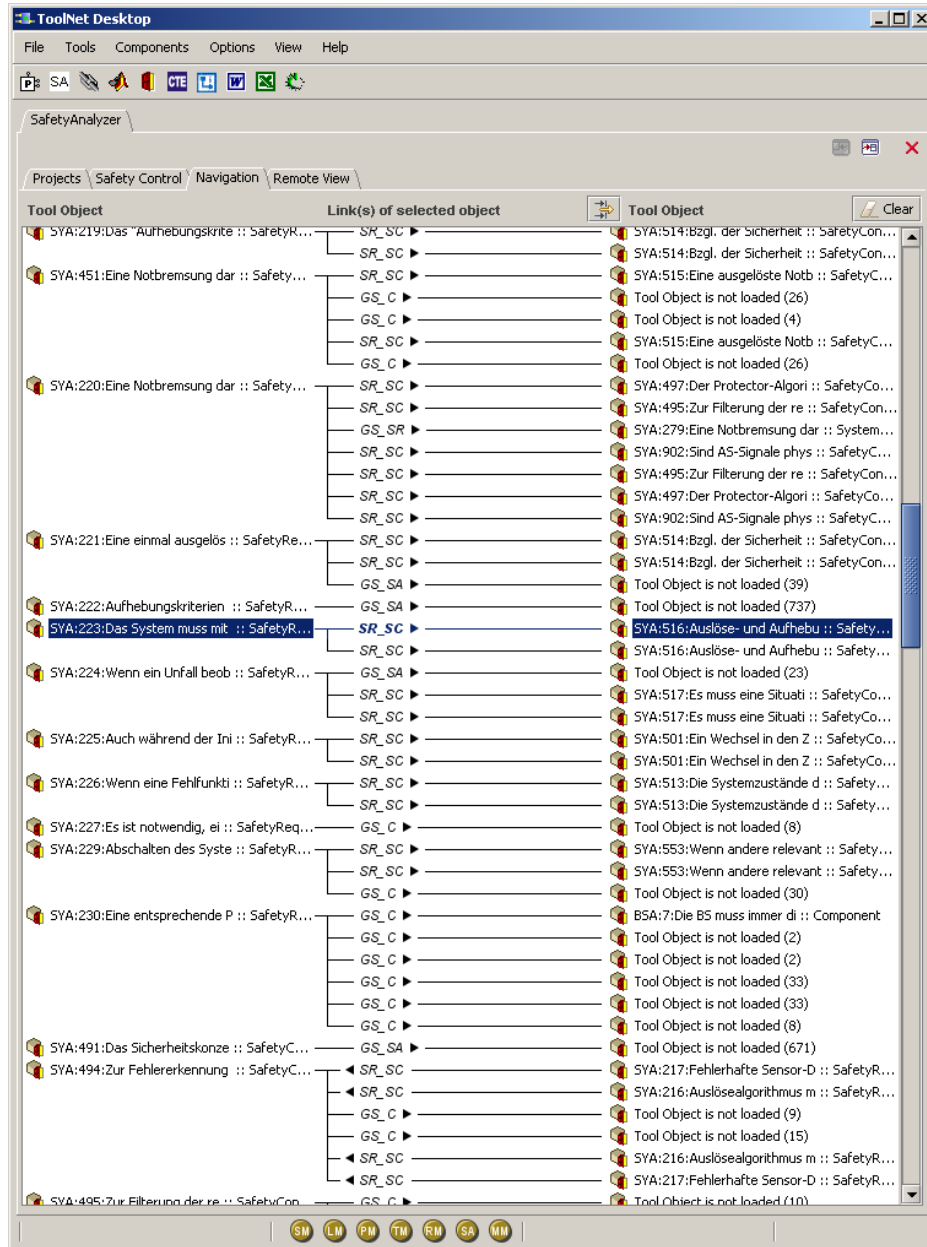 ToolNet Desktop
File Tools Components Options View Help
SA CTE W X
SafetyAnalyzer
Projects Safety Control Navigation Remote View
Tool Object Link(s) of selected object Tool Object Clear
SYA:219:Das "Aufhebungskrite :: SafetyR... SR_SC SYA:514:Bzgl. der Sicherheit :: SafetyCon...
SR_SC SYA:514:Bzgl. der Sicherheit :: SafetyCon...
SYA:451:Eine Notbremsung dar :: Safety... SR_SC SYA:515:Eine ausgelöste Notb :: SafetyC...
GS_C Tool Object is not loaded (26)
GS_C Tool Object is not loaded (4)
SR_SC SYA:515:Eine ausgelöste Notb :: SafetyC...
GS_C Tool Object is not loaded (26)
SYA:220:Eine Notbremsung dar :: Safety... SR_SC SYA:497:Der Protector-Algori :: SafetyCo...
SR_SC SYA:495:Zur Filterung der re :: SafetyCon...
GS_SR SYA:279:Eine Notbremsung dar :: System...
SR_SC SYA:902:Sind AS-Signale phys :: SafetyC...
SR_SC SYA:495:Zur Filterung der re :: SafetyCon...
SR_SC SYA:497:Der Protector-Algori :: SafetyCo...
SR_SC SYA:902:Sind AS-Signale phys :: SafetyC...
SYA:221:Eine einmal ausgelös :: SafetyRe... SR_SC SYA:514:Bzgl. der Sicherheit :: SafetyCon...
SR_SC SYA:514:Bzgl. der Sicherheit :: SafetyCon...
GS_SA Tool Object is not loaded (39)
SYA:222:Aufhebungskriterien :: SafetyR... GS_SA Tool Object is not loaded (737)
SYA:223:Das System muss mit :: SafetyR... SR_SC SYA:516:Auslöse- und Aufhebu :: Safety...
SR_SC SYA:516:Auslöse- und Aufhebu :: Safety...
SYA:224:Wenn ein Unfall beob :: SafetyR... GS_SA Tool Object is not loaded (23)
SR_SC SYA:517:Es muss eine Situati :: SafetyCo...
SR_SC SYA:517:Es muss eine Situati :: SafetyCo...
SYA:225:Auch während der Ini :: SafetyR... SR_SC SYA:501:Ein Wechsel in den Z :: SafetyCo...
SR_SC SYA:501:Ein Wechsel in den Z :: SafetyCo...
SYA:226:Wenn eine Fehlfunkti :: SafetyR... SR_SC SYA:513:Die Systemzustände d :: Safety...
SR_SC SYA:513:Die Systemzustände d :: Safety...
SYA:227:Es ist notwendig, ei :: SafetyReq... GS_C Tool Object is not loaded (8)
SYA:229:Abschalten des Syste :: SafetyR... SR_SC SYA:553:Wenn andere relevant :: Safety...
SR_SC SYA:553:Wenn andere relevant :: Safety...
GS_C Tool Object is not loaded (30)
SYA:230:Eine entsprechende P :: SafetyR... GS_C BSA:7:Die BS muss immer di :: Component
GS_C Tool Object is not loaded (2)
GS_C Tool Object is not loaded (2)
GS_C Tool Object is not loaded (33)
GS_C Tool Object is not loaded (33)
GS_C Tool Object is not loaded (8)
SYA:491:Das Sicherheitskonze :: SafetyC... GS_SA Tool Object is not loaded (671)
SYA:494:Zur Fehlererkennung :: SafetyC... SR_SC SYA:217:Fehlerhafte Sensor-D :: SafetyR...
SR_SC SYA:216:Auslösealgorithmus m :: SafetyR...
GS_C Tool Object is not loaded (9)
GS_C Tool Object is not loaded (15)
SR_SC SYA:216:Auslösealgorithmus m :: SafetyR...
SR_SC SYA:217:Fehlerhafte Sensor-D :: SafetyR...
SYA:495:Zur Filterung der re :: SafetyCon... GS_C Tool Object is not loaded (10)
SM LM PM TM RM SA MM